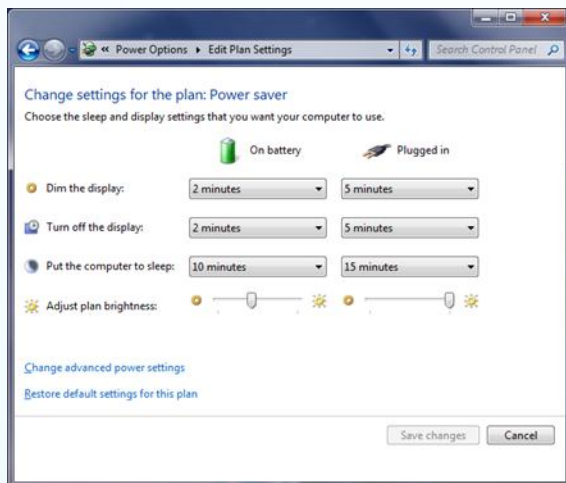 « Power Options ▸ Edit Plan Settings
Search Control Panel
Change settings for the plan: Power saver
Choose the sleep and display settings that you want your computer to use.
On battery Plugged in
Dim the display: 2 minutes 5 minutes
Turn off the display: 2 minutes 5 minutes
Put the computer to sleep: 10 minutes 15 minutes
Adjust plan brightness:
Change advanced power settings
Restore default settings for this plan
Save changes Cancel